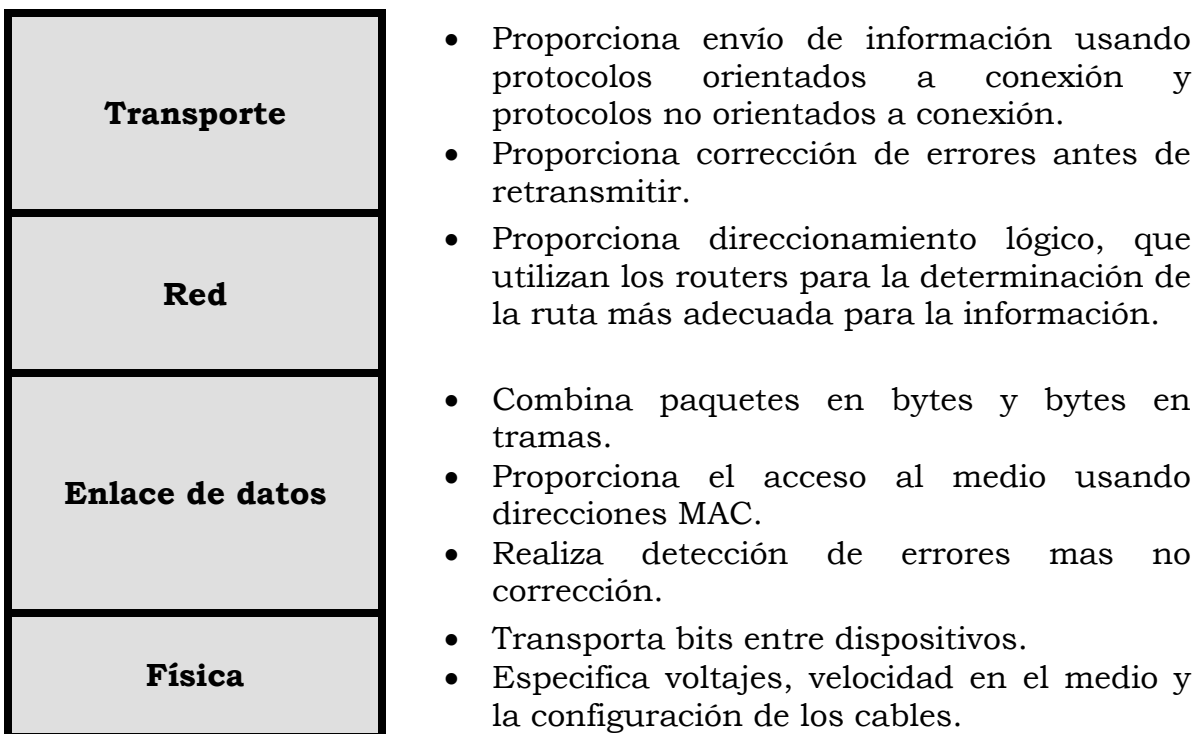 Transporte
• Proporciona envío de información usando
protocolos orientados a conexión y
protocolos no orientados a conexión.
• Proporciona corrección de errores antes de
retransmitir.
Red
• Proporciona direccionamiento lógico, que
utilizan los routers para la determinación de
la ruta más adecuada para la información.
Enlace de datos
• Combina paquetes en bytes y bytes en
tramas.
• Proporciona el acceso al medio usando
direcciones MAC.
• Realiza detección de errores mas no
corrección.
Física
• Transporta bits entre dispositivos.
• Especifica voltajes, velocidad en el medio y
la configuración de los cables.